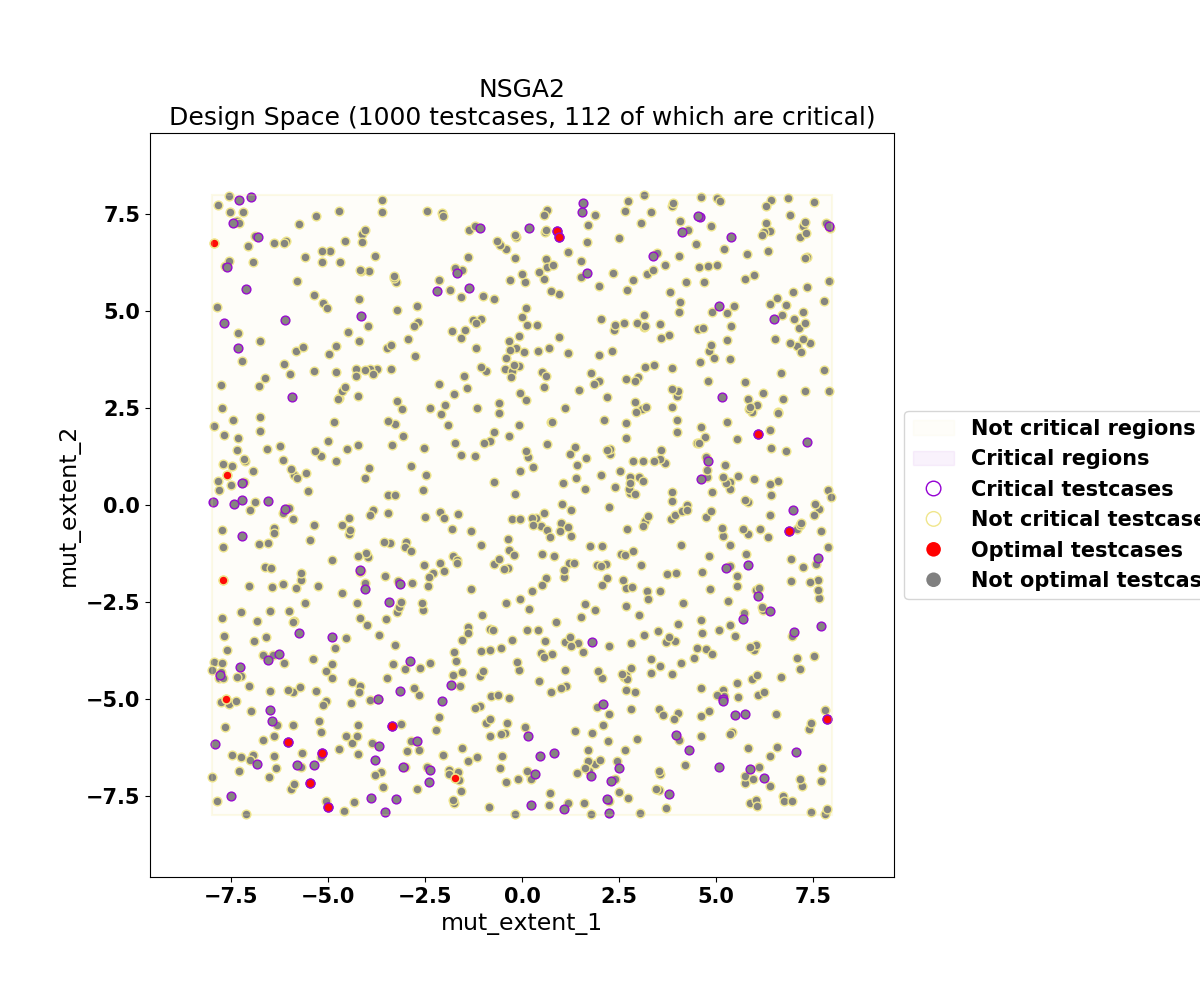 NSGA2
Design Space (1000 testcases, 112 of which are critical)
mut_extent_2
7.5
5.0
2.5
0.0
−2.5
−5.0
−7.5
−7.5
−5.0
−2.5
0.0
2.5
5.0
7.5
mut_extent_1
Not critical regions
Critical regions
Critical testcases
Not critical testcase
Optimal testcases
Not optimal testcas